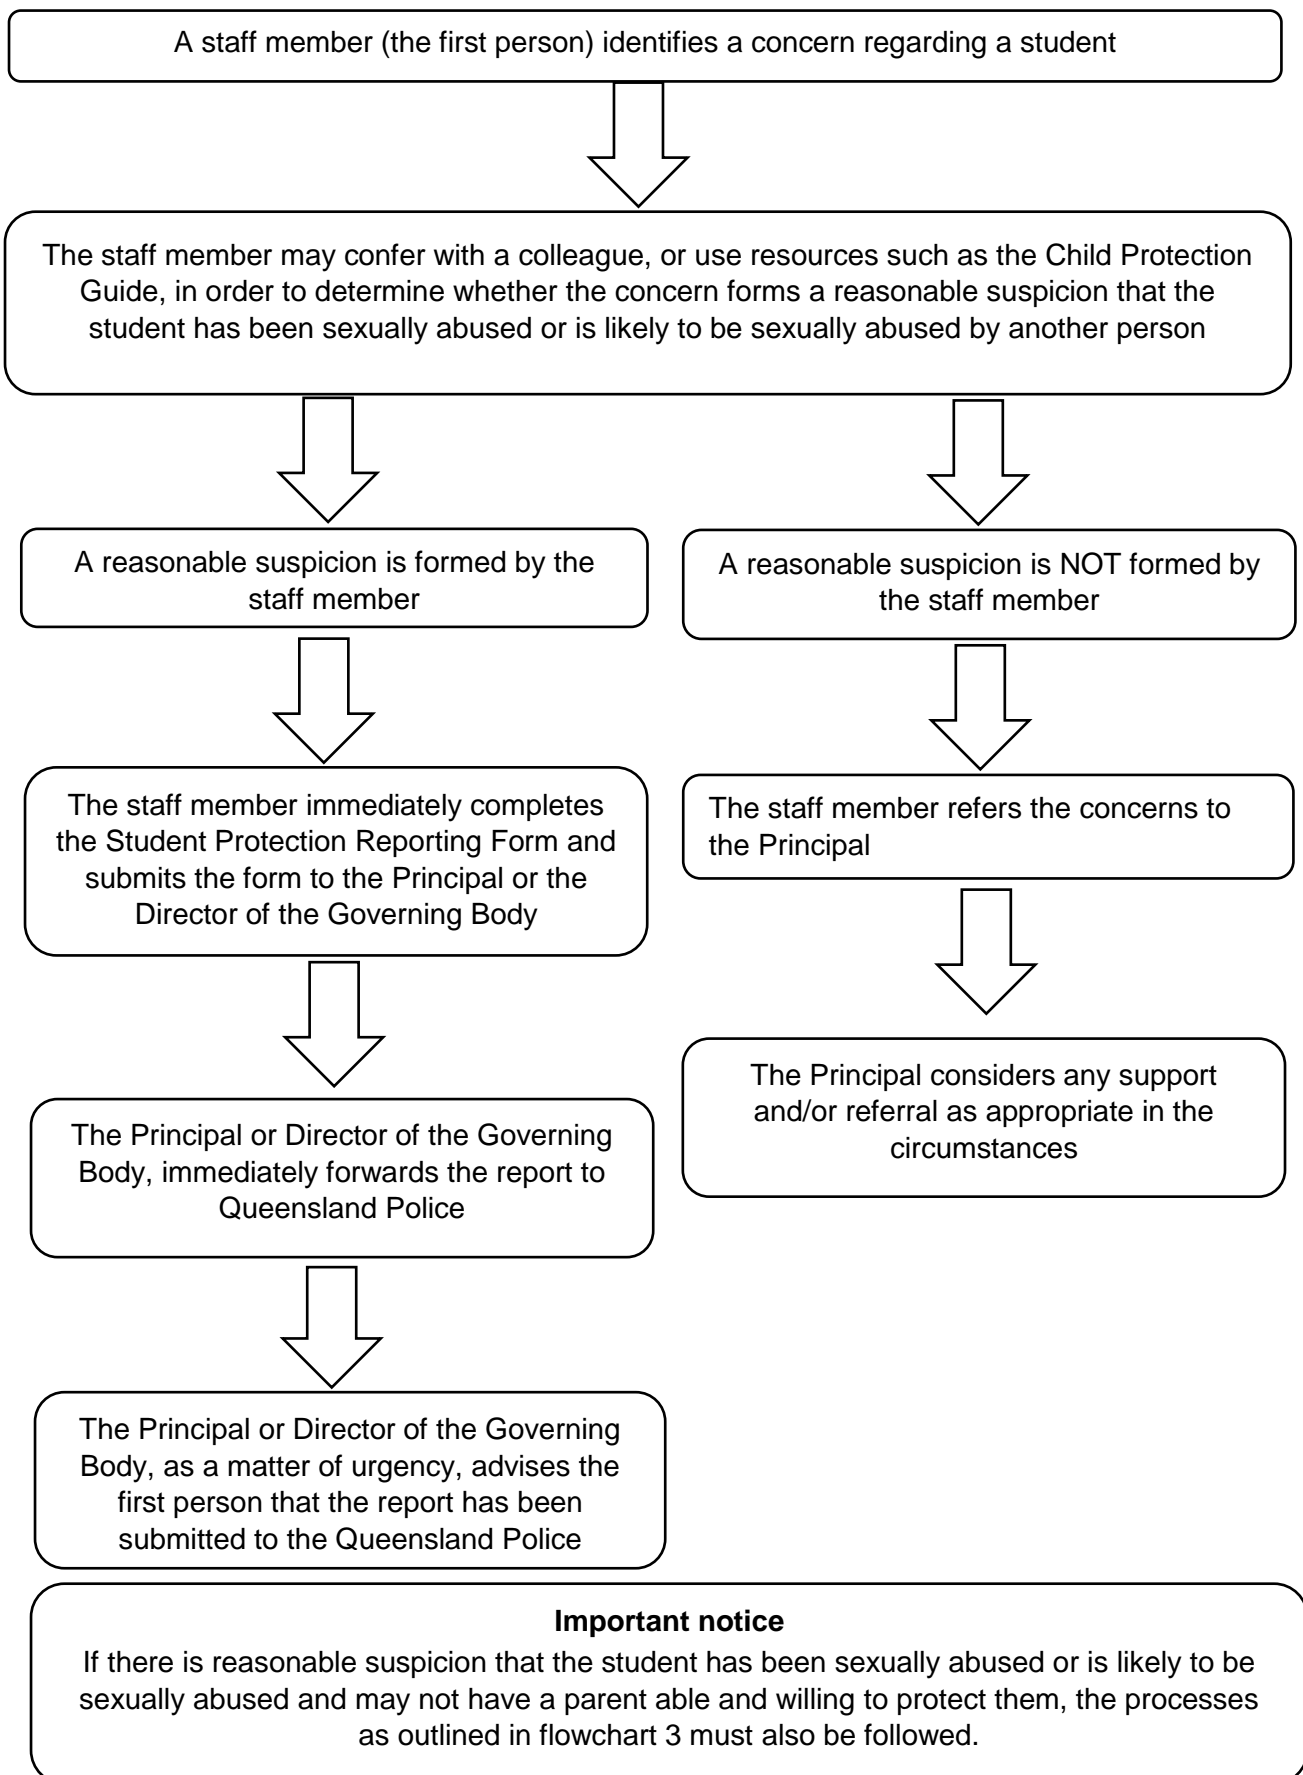 A staff member (the first person) identifies a concern regarding a student
The staff member may confer with a colleague, or use resources such as the Child Protection
Guide, in order to determine whether the concern forms a reasonable suspicion that the
student has been sexually abused or is likely to be sexually abused by another person
A reasonable suspicion is formed by the
staff member
The staff member immediately completes
the Student Protection Reporting Form and
submits the form to the Principal or the
Director of the Governing Body
The Principal or Director of the Governing
Body, immediately forwards the report to
Queensland Police
The Principal or Director of the Governing
Body, as a matter of urgency, advises the
first person that the report has been
submitted to the Queensland Police
A reasonable suspicion is NOT formed by
the staff member
The staff member refers the concerns to
the Principal
The Principal considers any support
and/or referral as appropriate in the
circumstances
Important notice
If there is reasonable suspicion that the student has been sexually abused or is likely to be
sexually abused and may not have a parent able and willing to protect them, the processes
as outlined in flowchart 3 must also be followed.